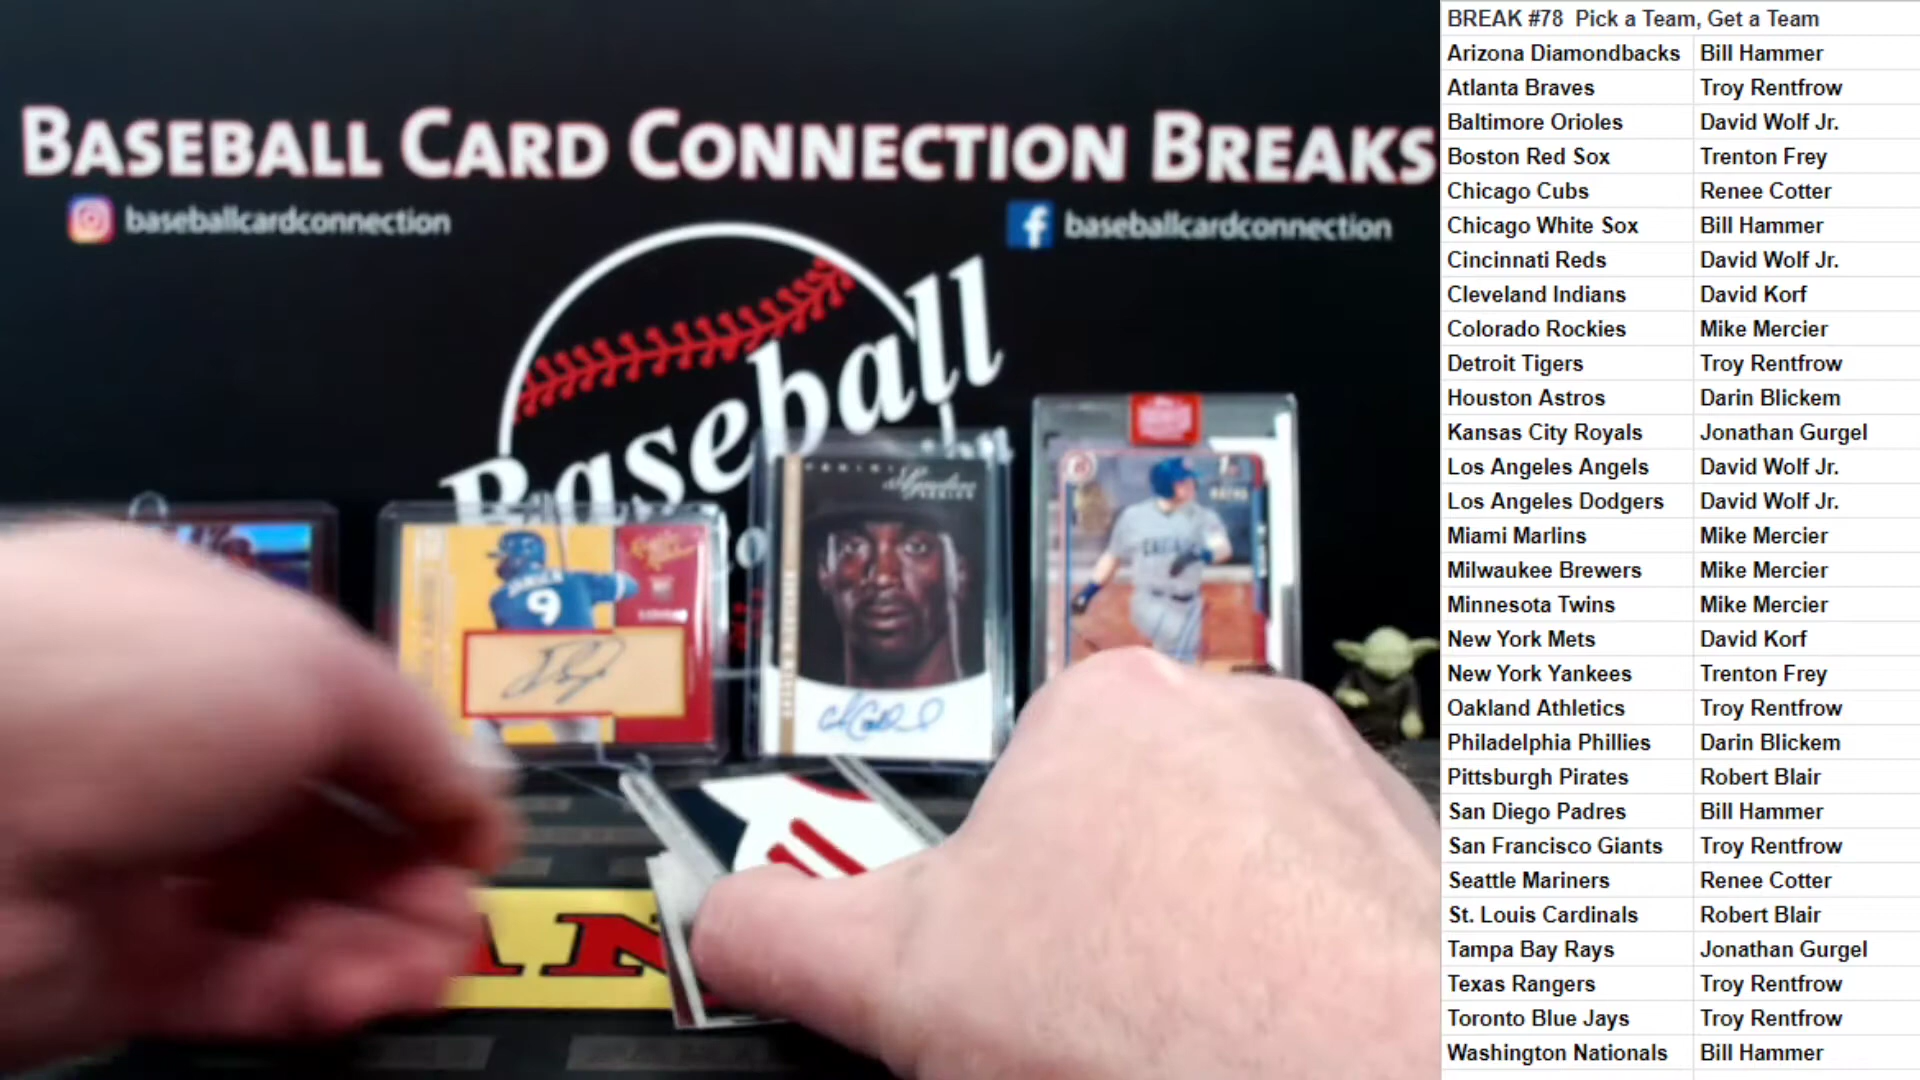 BASEBALL CARD CONNECTION BREAKS
baseballcardconnection
baseballcardconnection
Baseball
Baseball
PANINI
Signature
SERIES
JANSEN
9
BREAK #78 Pick a Team, Get a Team
Arizona Diamondbacks Bill Hammer
Atlanta Braves Troy Rentfrow
Baltimore Orioles David Wolf Jr.
Boston Red Sox Trenton Frey
Chicago Cubs Renee Cotter
Chicago White Sox Bill Hammer
Cincinnati Reds David Wolf Jr.
Cleveland Indians David Korf
Colorado Rockies Mike Mercier
Detroit Tigers Troy Rentfrow
Houston Astros Darin Blickem
Kansas City Royals Jonathan Gurgel
Los Angeles Angels David Wolf Jr.
Los Angeles Dodgers David Wolf Jr.
Miami Marlins Mike Mercier
Milwaukee Brewers Mike Mercier
Minnesota Twins Mike Mercier
New York Mets David Korf
New York Yankees Trenton Frey
Oakland Athletics Troy Rentfrow
Philadelphia Phillies Darin Blickem
Pittsburgh Pirates Robert Blair
San Diego Padres Bill Hammer
San Francisco Giants Troy Rentfrow
Seattle Mariners Renee Cotter
St. Louis Cardinals Robert Blair
Tampa Bay Rays Jonathan Gurgel
Texas Rangers Troy Rentfrow
Toronto Blue Jays Troy Rentfrow
Washington Nationals Bill Hammer